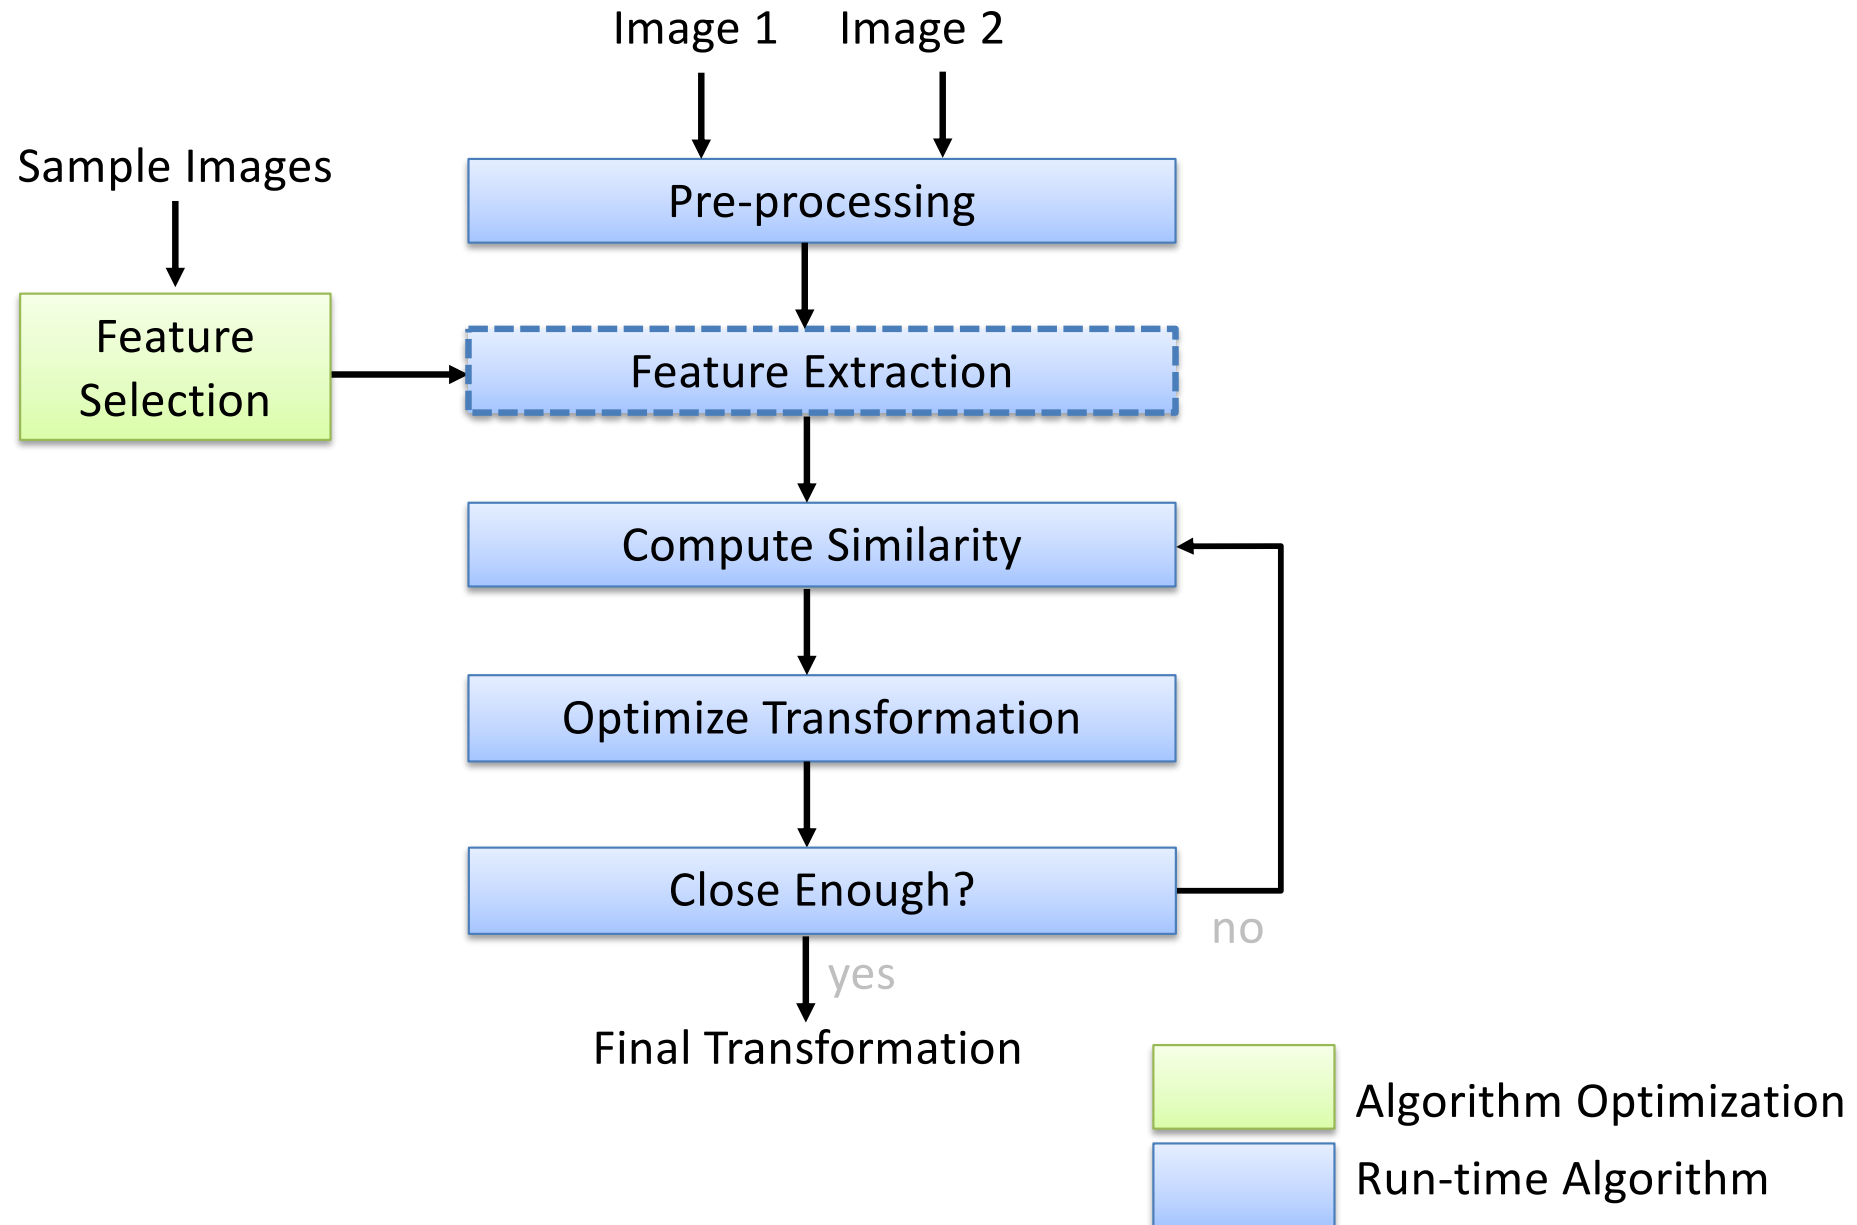 Image 1
Image 2
Sample Images
Pre-processing
Feature
Selection
Feature Extraction
Compute Similarity
Optimize Transformation
Close Enough?
no
yes
Final Transformation
Algorithm Optimization
Run-time Algorithm